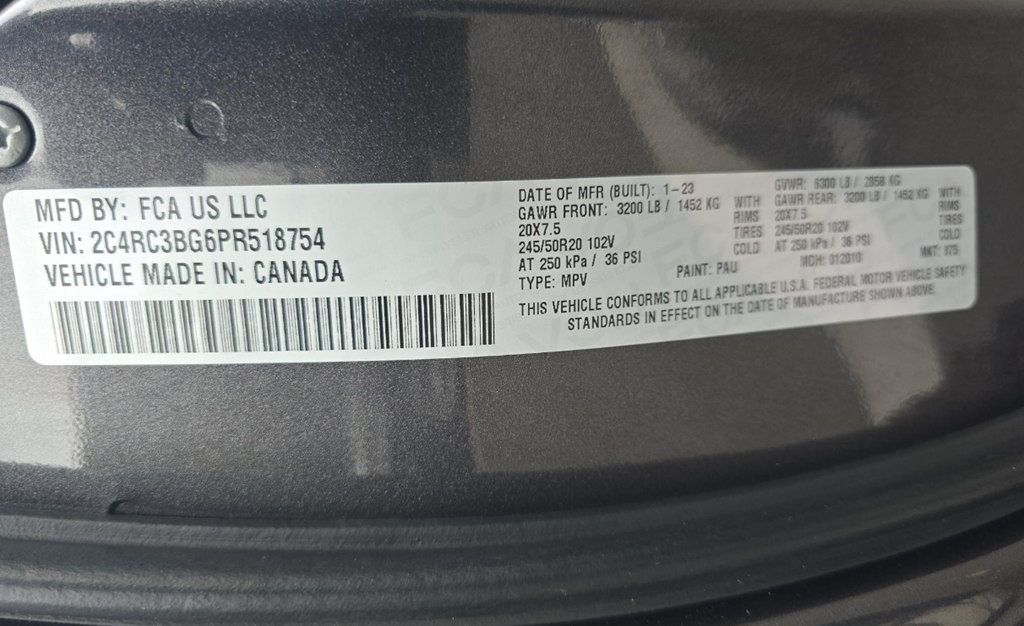 MFD BY: FCA US LLC
VIN: 2C4RC3BG6PR518754
VEHICLE MADE IN: CANADA
DATE OF MFR (BUILT): 1-23
GAWR FRONT: 3200 LB / 1452 KG WITH
20X7.5 RIMS
245/50R20 102V TIRES
AT 250 kPa / 36 PSI COLD
TYPE: MPV
GVWR: 6300 LB / 2858 KG
GAWR REAR: 3200 LB / 1452 KG WITH
20X7.5 RIMS
245/50R20 102V TIRES
AT 250 kPa / 36 PSI COLD
PAINT: PAU MDH: 012010 MKT:
THIS VEHICLE CONFORMS TO ALL APPLICABLE U.S.A. FEDERAL MOTOR VEHICLE SAFETY
STANDARDS IN EFFECT ON THE DATE OF MANUFACTURE SHOWN ABOVE.